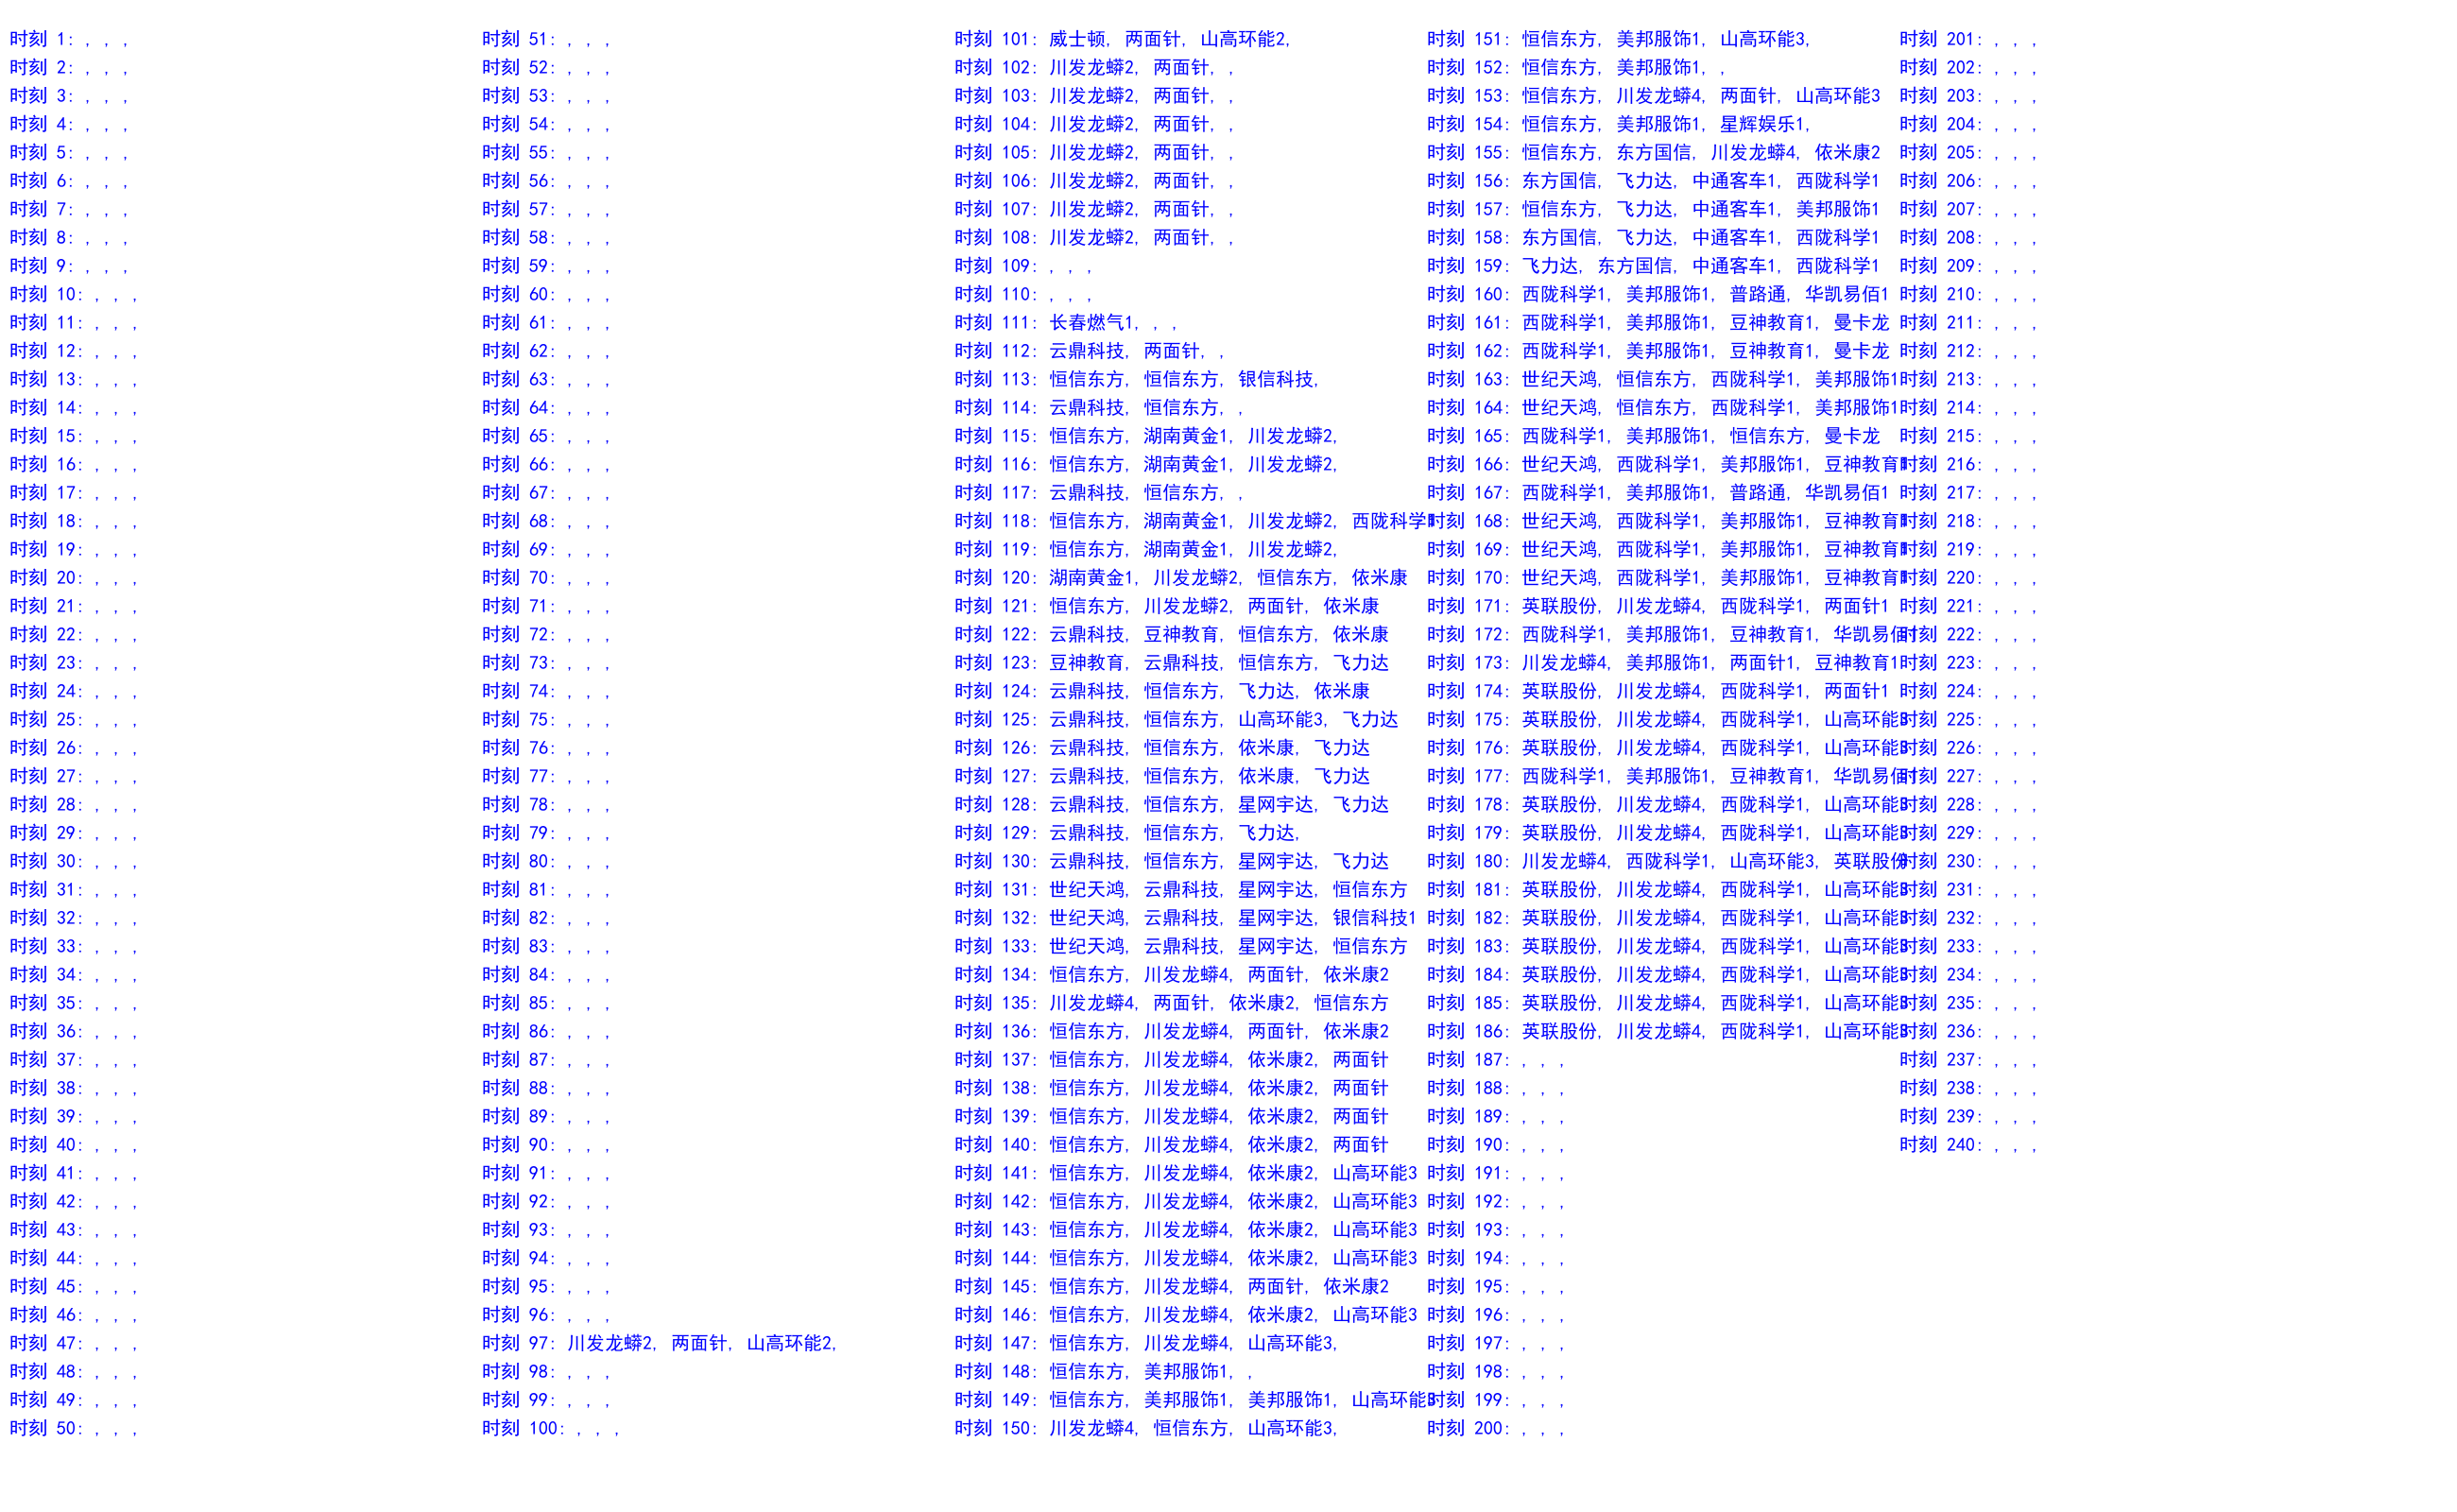 时刻 1: , , ,
时刻 2: , , ,
时刻 3: , , ,
时刻 4: , , ,
时刻 5: , , ,
时刻 6: , , ,
时刻 7: , , ,
时刻 8: , , ,
时刻 9: , , ,
时刻 10: , , ,
时刻 11: , , ,
时刻 12: , , ,
时刻 13: , , ,
时刻 14: , , ,
时刻 15: , , ,
时刻 16: , , ,
时刻 17: , , ,
时刻 18: , , ,
时刻 19: , , ,
时刻 20: , , ,
时刻 21: , , ,
时刻 22: , , ,
时刻 23: , , ,
时刻 24: , , ,
时刻 25: , , ,
时刻 26: , , ,
时刻 27: , , ,
时刻 28: , , ,
时刻 29: , , ,
时刻 30: , , ,
时刻 31: , , ,
时刻 32: , , ,
时刻 33: , , ,
时刻 34: , , ,
时刻 35: , , ,
时刻 36: , , ,
时刻 37: , , ,
时刻 38: , , ,
时刻 39: , , ,
时刻 40: , , ,
时刻 41: , , ,
时刻 42: , , ,
时刻 43: , , ,
时刻 44: , , ,
时刻 45: , , ,
时刻 46: , , ,
时刻 47: , , ,
时刻 48: , , ,
时刻 49: , , ,
时刻 50: , , ,
时刻 51: , , ,
时刻 52: , , ,
时刻 53: , , ,
时刻 54: , , ,
时刻 55: , , ,
时刻 56: , , ,
时刻 57: , , ,
时刻 58: , , ,
时刻 59: , , ,
时刻 60: , , ,
时刻 61: , , ,
时刻 62: , , ,
时刻 63: , , ,
时刻 64: , , ,
时刻 65: , , ,
时刻 66: , , ,
时刻 67: , , ,
时刻 68: , , ,
时刻 69: , , ,
时刻 70: , , ,
时刻 71: , , ,
时刻 72: , , ,
时刻 73: , , ,
时刻 74: , , ,
时刻 75: , , ,
时刻 76: , , ,
时刻 77: , , ,
时刻 78: , , ,
时刻 79: , , ,
时刻 80: , , ,
时刻 81: , , ,
时刻 82: , , ,
时刻 83: , , ,
时刻 84: , , ,
时刻 85: , , ,
时刻 86: , , ,
时刻 87: , , ,
时刻 88: , , ,
时刻 89: , , ,
时刻 90: , , ,
时刻 91: , , ,
时刻 92: , , ,
时刻 93: , , ,
时刻 94: , , ,
时刻 95: , , ,
时刻 96: , , ,
时刻 97: 川发龙蟒2, 两面针, 山高环能2,
时刻 98: , , ,
时刻 99: , , ,
时刻 100: , , ,
时刻 101: 威士顿, 两面针, 山高环能2,
时刻 102: 川发龙蟒2, 两面针, ,
时刻 103: 川发龙蟒2, 两面针, ,
时刻 104: 川发龙蟒2, 两面针, ,
时刻 105: 川发龙蟒2, 两面针, ,
时刻 106: 川发龙蟒2, 两面针, ,
时刻 107: 川发龙蟒2, 两面针, ,
时刻 108: 川发龙蟒2, 两面针, ,
时刻 109: , , ,
时刻 110: , , ,
时刻 111: 长春燃气1, , ,
时刻 112: 云鼎科技, 两面针, ,
时刻 113: 恒信东方, 恒信东方, 银信科技,
时刻 114: 云鼎科技, 恒信东方, ,
时刻 115: 恒信东方, 湖南黄金1, 川发龙蟒2,
时刻 116: 恒信东方, 湖南黄金1, 川发龙蟒2,
时刻 117: 云鼎科技, 恒信东方, ,
时刻 118: 恒信东方, 湖南黄金1, 川发龙蟒2, 西陇科学
时刻 119: 恒信东方, 湖南黄金1, 川发龙蟒2,
时刻 120: 湖南黄金1, 川发龙蟒2, 恒信东方, 依米康
时刻 121: 恒信东方, 川发龙蟒2, 两面针, 依米康
时刻 122: 云鼎科技, 豆神教育, 恒信东方, 依米康
时刻 123: 豆神教育, 云鼎科技, 恒信东方, 飞力达
时刻 124: 云鼎科技, 恒信东方, 飞力达, 依米康
时刻 125: 云鼎科技, 恒信东方, 山高环能3, 飞力达
时刻 126: 云鼎科技, 恒信东方, 依米康, 飞力达
时刻 127: 云鼎科技, 恒信东方, 依米康, 飞力达
时刻 128: 云鼎科技, 恒信东方, 星网宇达, 飞力达
时刻 129: 云鼎科技, 恒信东方, 飞力达,
时刻 130: 云鼎科技, 恒信东方, 星网宇达, 飞力达
时刻 131: 世纪天鸿, 云鼎科技, 星网宇达, 恒信东方
时刻 132: 世纪天鸿, 云鼎科技, 星网宇达, 银信科技1
时刻 133: 世纪天鸿, 云鼎科技, 星网宇达, 恒信东方
时刻 134: 恒信东方, 川发龙蟒4, 两面针, 依米康2
时刻 135: 川发龙蟒4, 两面针, 依米康2, 恒信东方
时刻 136: 恒信东方, 川发龙蟒4, 两面针, 依米康2
时刻 137: 恒信东方, 川发龙蟒4, 依米康2, 两面针
时刻 138: 恒信东方, 川发龙蟒4, 依米康2, 两面针
时刻 139: 恒信东方, 川发龙蟒4, 依米康2, 两面针
时刻 140: 恒信东方, 川发龙蟒4, 依米康2, 两面针
时刻 141: 恒信东方, 川发龙蟒4, 依米康2, 山高环能3
时刻 142: 恒信东方, 川发龙蟒4, 依米康2, 山高环能3
时刻 143: 恒信东方, 川发龙蟒4, 依米康2, 山高环能3
时刻 144: 恒信东方, 川发龙蟒4, 依米康2, 山高环能3
时刻 145: 恒信东方, 川发龙蟒4, 两面针, 依米康2
时刻 146: 恒信东方, 川发龙蟒4, 依米康2, 山高环能3
时刻 147: 恒信东方, 川发龙蟒4, 山高环能3,
时刻 148: 恒信东方, 美邦服饰1, ,
时刻 149: 恒信东方, 美邦服饰1, 美邦服饰1, 山高环能3
时刻 150: 川发龙蟒4, 恒信东方, 山高环能3,
时刻 151: 恒信东方, 美邦服饰1, 山高环能3,
时刻 152: 恒信东方, 美邦服饰1, ,
时刻 153: 恒信东方, 川发龙蟒4, 两面针, 山高环能3
时刻 154: 恒信东方, 美邦服饰1, 星辉娱乐1,
时刻 155: 恒信东方, 东方国信, 川发龙蟒4, 依米康2
时刻 156: 东方国信, 飞力达, 中通客车1, 西陇科学1
时刻 157: 恒信东方, 飞力达, 中通客车1, 美邦服饰1
时刻 158: 东方国信, 飞力达, 中通客车1, 西陇科学1
时刻 159: 飞力达, 东方国信, 中通客车1, 西陇科学1
时刻 160: 西陇科学1, 美邦服饰1, 普路通, 华凯易佰1
时刻 161: 西陇科学1, 美邦服饰1, 豆神教育1, 曼卡龙
时刻 162: 西陇科学1, 美邦服饰1, 豆神教育1, 曼卡龙
时刻 163: 世纪天鸿, 恒信东方, 西陇科学1, 美邦服饰1
时刻 164: 世纪天鸿, 恒信东方, 西陇科学1, 美邦服饰1
时刻 165: 西陇科学1, 美邦服饰1, 恒信东方, 曼卡龙
时刻 166: 世纪天鸿, 西陇科学1, 美邦服饰1, 豆神教育
时刻 167: 西陇科学1, 美邦服饰1, 普路通, 华凯易佰1
时刻 168: 世纪天鸿, 西陇科学1, 美邦服饰1, 豆神教育
时刻 169: 世纪天鸿, 西陇科学1, 美邦服饰1, 豆神教育
时刻 170: 世纪天鸿, 西陇科学1, 美邦服饰1, 豆神教育
时刻 171: 英联股份, 川发龙蟒4, 西陇科学1, 两面针1
时刻 172: 西陇科学1, 美邦服饰1, 豆神教育1, 华凯易佰1
时刻 173: 川发龙蟒4, 美邦服饰1, 两面针1, 豆神教育1
时刻 174: 英联股份, 川发龙蟒4, 西陇科学1, 两面针1
时刻 175: 英联股份, 川发龙蟒4, 西陇科学1, 山高环能3
时刻 176: 英联股份, 川发龙蟒4, 西陇科学1, 山高环能3
时刻 177: 西陇科学1, 美邦服饰1, 豆神教育1, 华凯易佰1
时刻 178: 英联股份, 川发龙蟒4, 西陇科学1, 山高环能3
时刻 179: 英联股份, 川发龙蟒4, 西陇科学1, 山高环能3
时刻 180: 川发龙蟒4, 西陇科学1, 山高环能3, 英联股份
时刻 181: 英联股份, 川发龙蟒4, 西陇科学1, 山高环能3
时刻 182: 英联股份, 川发龙蟒4, 西陇科学1, 山高环能3
时刻 183: 英联股份, 川发龙蟒4, 西陇科学1, 山高环能3
时刻 184: 英联股份, 川发龙蟒4, 西陇科学1, 山高环能3
时刻 185: 英联股份, 川发龙蟒4, 西陇科学1, 山高环能3
时刻 186: 英联股份, 川发龙蟒4, 西陇科学1, 山高环能3
时刻 187: , , ,
时刻 188: , , ,
时刻 189: , , ,
时刻 190: , , ,
时刻 191: , , ,
时刻 192: , , ,
时刻 193: , , ,
时刻 194: , , ,
时刻 195: , , ,
时刻 196: , , ,
时刻 197: , , ,
时刻 198: , , ,
时刻 199: , , ,
时刻 200: , , ,
时刻 201: , , ,
时刻 202: , , ,
时刻 203: , , ,
时刻 204: , , ,
时刻 205: , , ,
时刻 206: , , ,
时刻 207: , , ,
时刻 208: , , ,
时刻 209: , , ,
时刻 210: , , ,
时刻 211: , , ,
时刻 212: , , ,
时刻 213: , , ,
时刻 214: , , ,
时刻 215: , , ,
时刻 216: , , ,
时刻 217: , , ,
时刻 218: , , ,
时刻 219: , , ,
时刻 220: , , ,
时刻 221: , , ,
时刻 222: , , ,
时刻 223: , , ,
时刻 224: , , ,
时刻 225: , , ,
时刻 226: , , ,
时刻 227: , , ,
时刻 228: , , ,
时刻 229: , , ,
时刻 230: , , ,
时刻 231: , , ,
时刻 232: , , ,
时刻 233: , , ,
时刻 234: , , ,
时刻 235: , , ,
时刻 236: , , ,
时刻 237: , , ,
时刻 238: , , ,
时刻 239: , , ,
时刻 240: , , ,